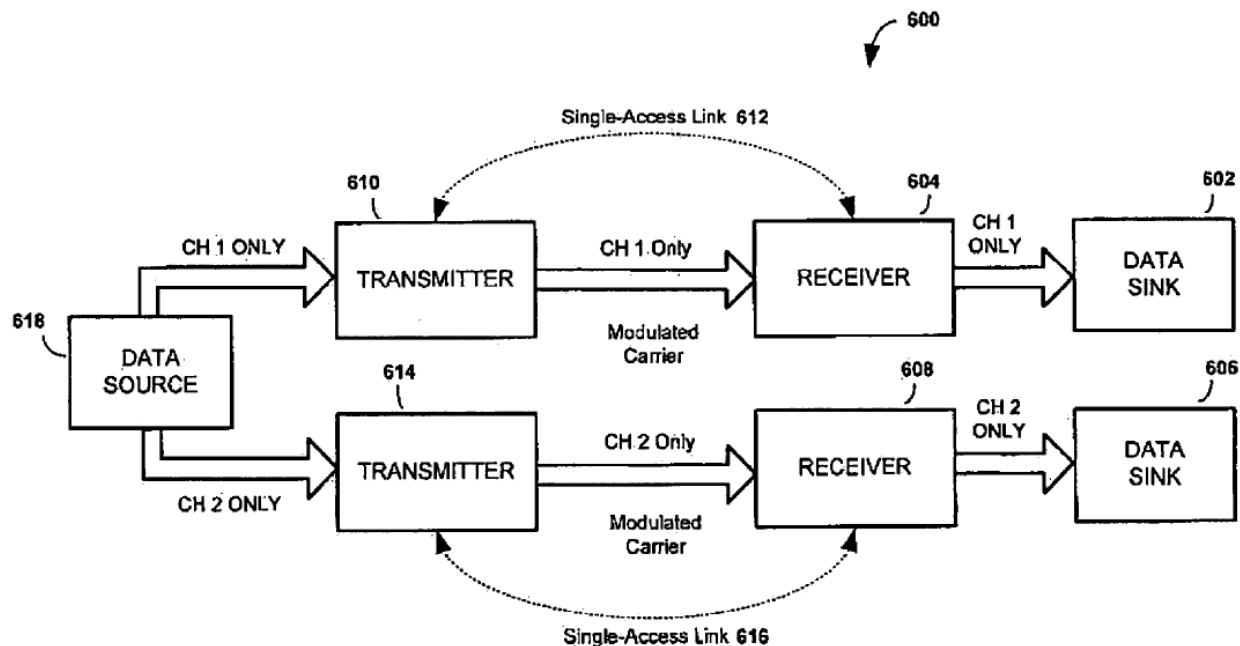 600
Single-Access Link 612
610
604
602
CH 1 ONLY
TRANSMITTER
CH 1 Only
RECEIVER
CH 1
ONLY
DATA
SINK
Modulated
Carrier
618
DATA
SOURCE
614
608
606
CH 2 ONLY
TRANSMITTER
CH 2 Only
RECEIVER
CH 2
ONLY
DATA
SINK
Modulated
Carrier
Single-Access Link 616